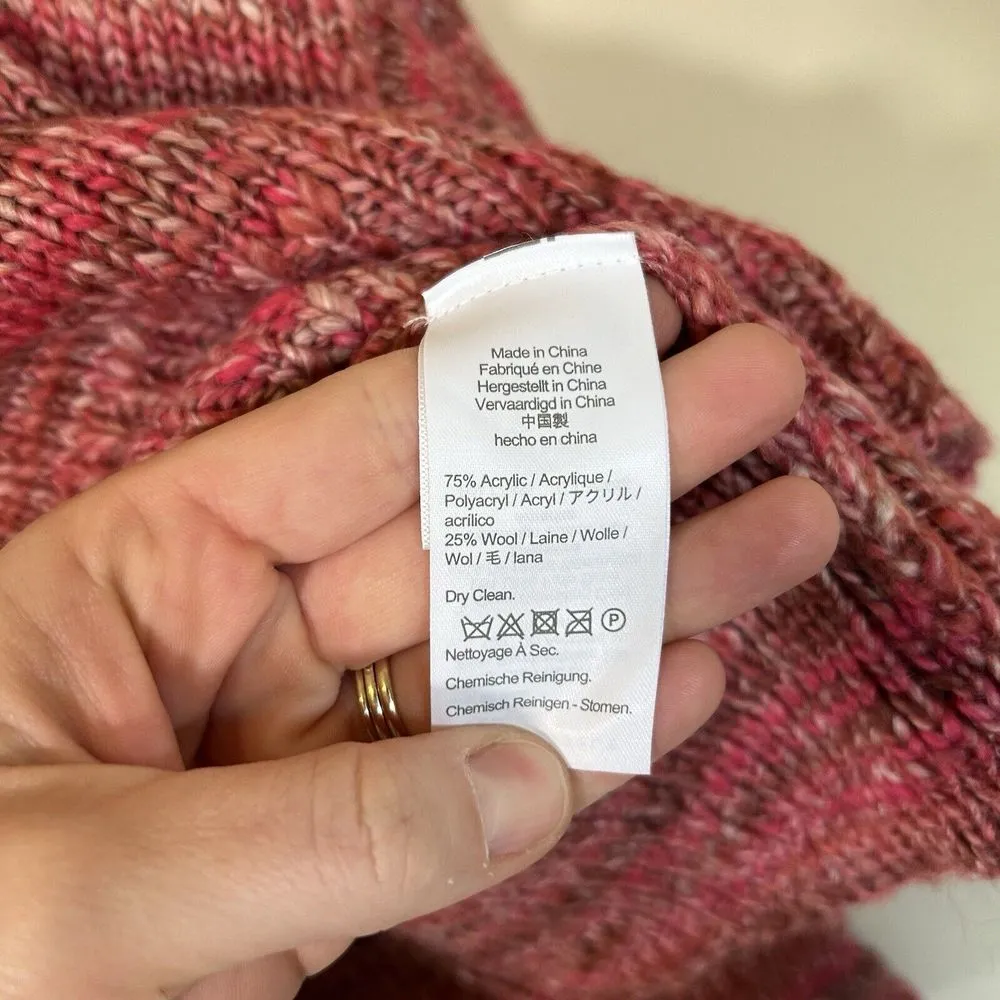 Made in China
Fabriqué en Chine
Hergestellt in China
Vervaardigd in China
中国製
hecho en china
75% Acrylic / Acrylique /
Polyacryl / Acryl / アクリル /
acrílico
25% Wool / Laine / Wolle /
Wol / 毛 / lana
Dry Clean.
P
Nettoyage À Sec.
Chemische Reinigung.
Chemisch Reinigen - Stomen.